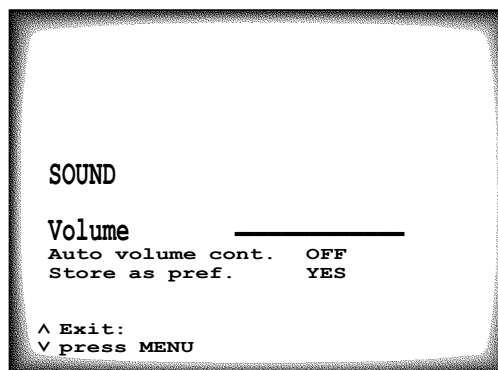 SOUND
Volume
Auto volume cont. OFF
Store as pref. YES
∧ Exit:
∨ press MENU